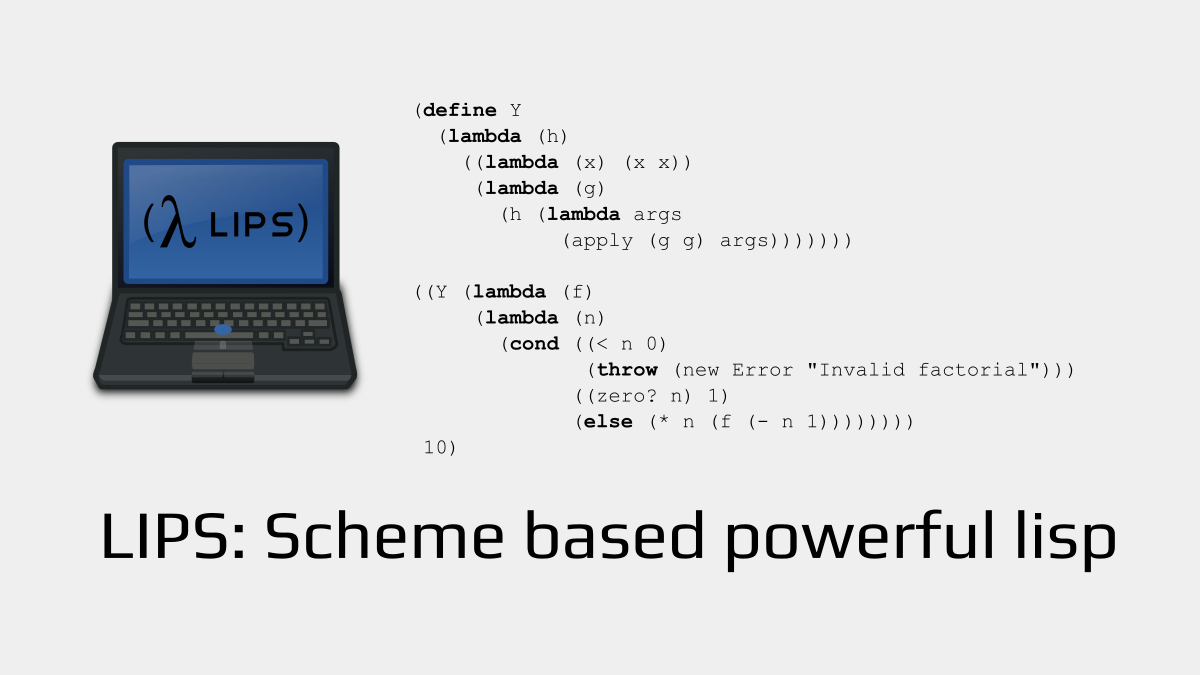 (λ LIPS)
(define Y
  (lambda (h)
    ((lambda (x) (x x))
     (lambda (g)
       (h (lambda args
            (apply (g g) args)))))))
((Y (lambda (f)
     (lambda (n)
       (cond ((< n 0)
              (throw (new Error "Invalid factorial")))
             ((zero? n) 1)
             (else (* n (f (- n 1))))))))
 10)
LIPS: Scheme based powerful lisp